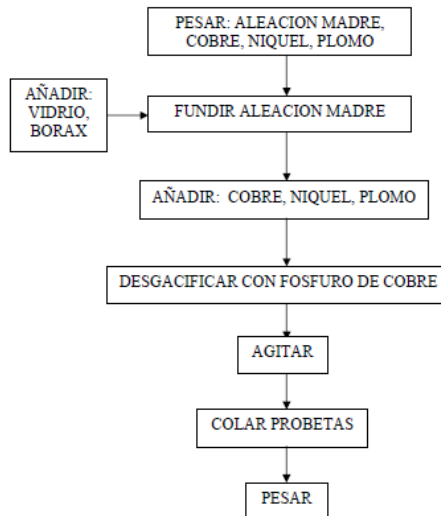 PESAR: ALEACION MADRE,
COBRE, NIQUEL, PLOMO
AÑADIR:
VIDRIO,
BORAX
FUNDIR ALEACION MADRE
AÑADIR: COBRE, NIQUEL, PLOMO
DESGACIFICAR CON FOSFURO DE COBRE
AGITAR
COLAR PROBETAS
PESAR